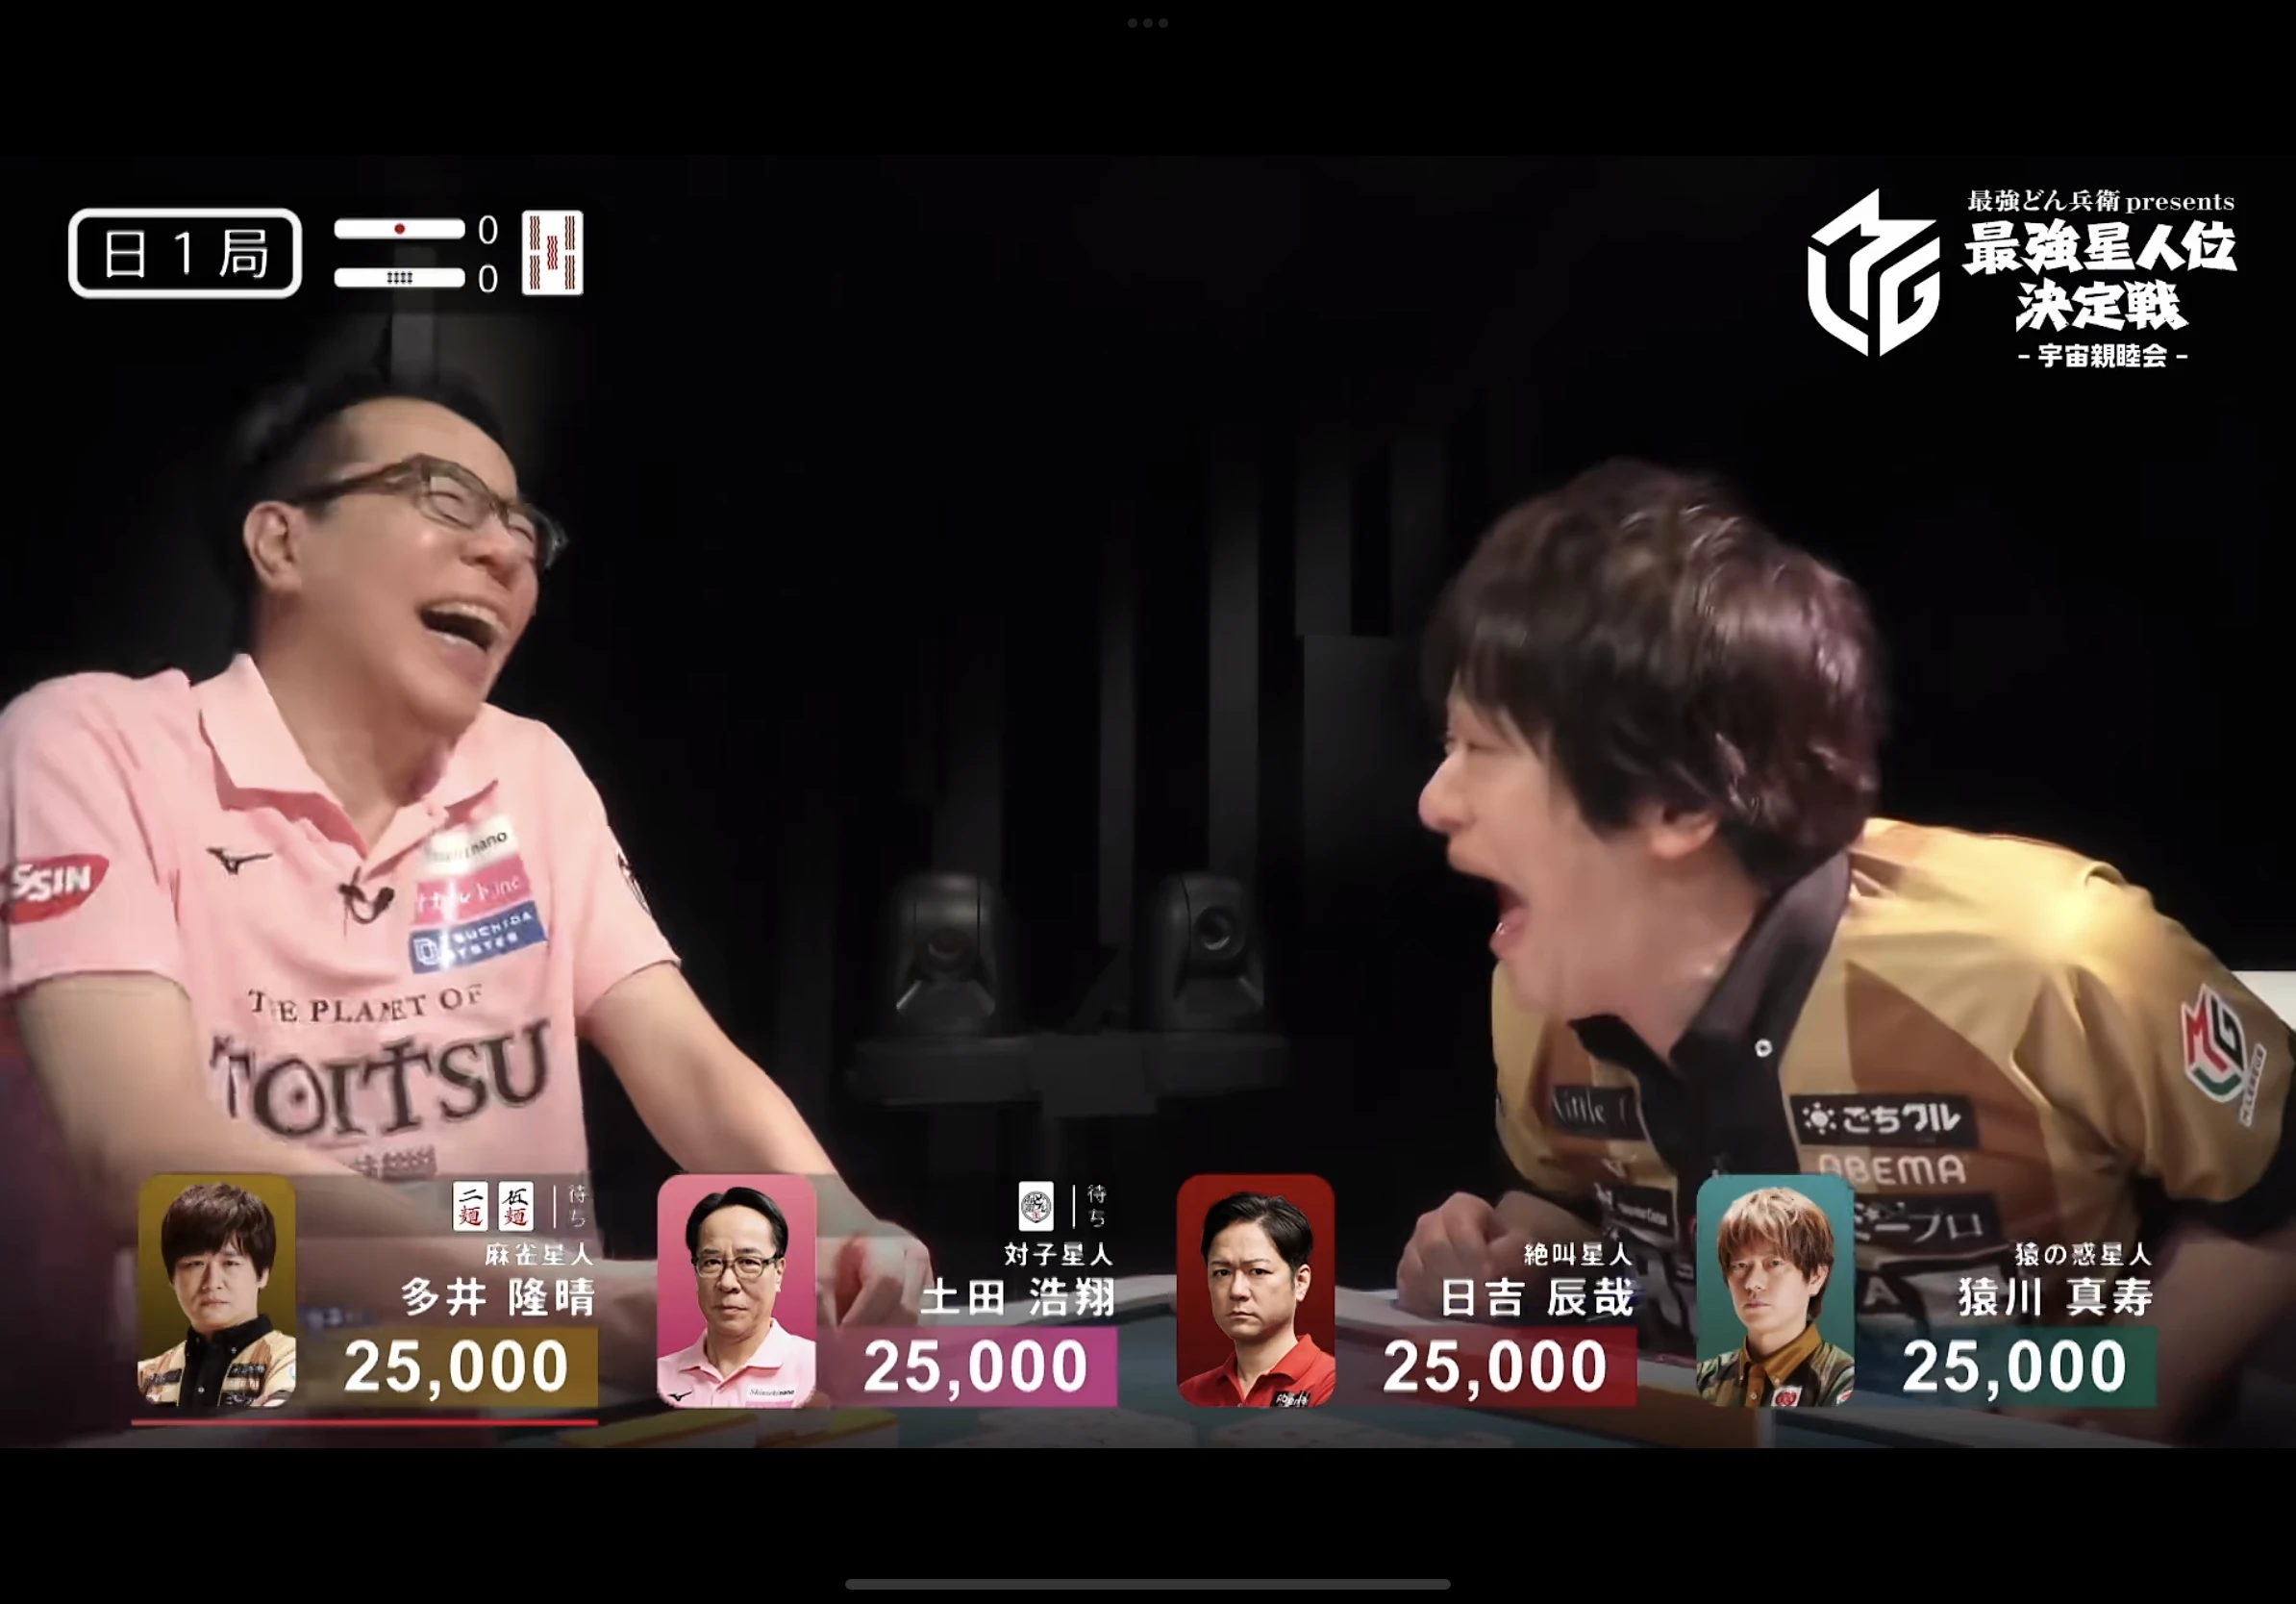 日1局
0
0
最強どん兵衛 presents
最強星人位
決定戦
- 宇宙親睦会 -
SSIN
THE PLANET OF
TOITSU
ごちクル
ABEMA
二麺 伍麺 待ち
麻雀星人
多井 隆晴
25,000
待ち
対子星人
土田 浩翔
25,000
絶叫星人
日吉 辰哉
25,000
猿の惑星人
猿川 真寿
25,000